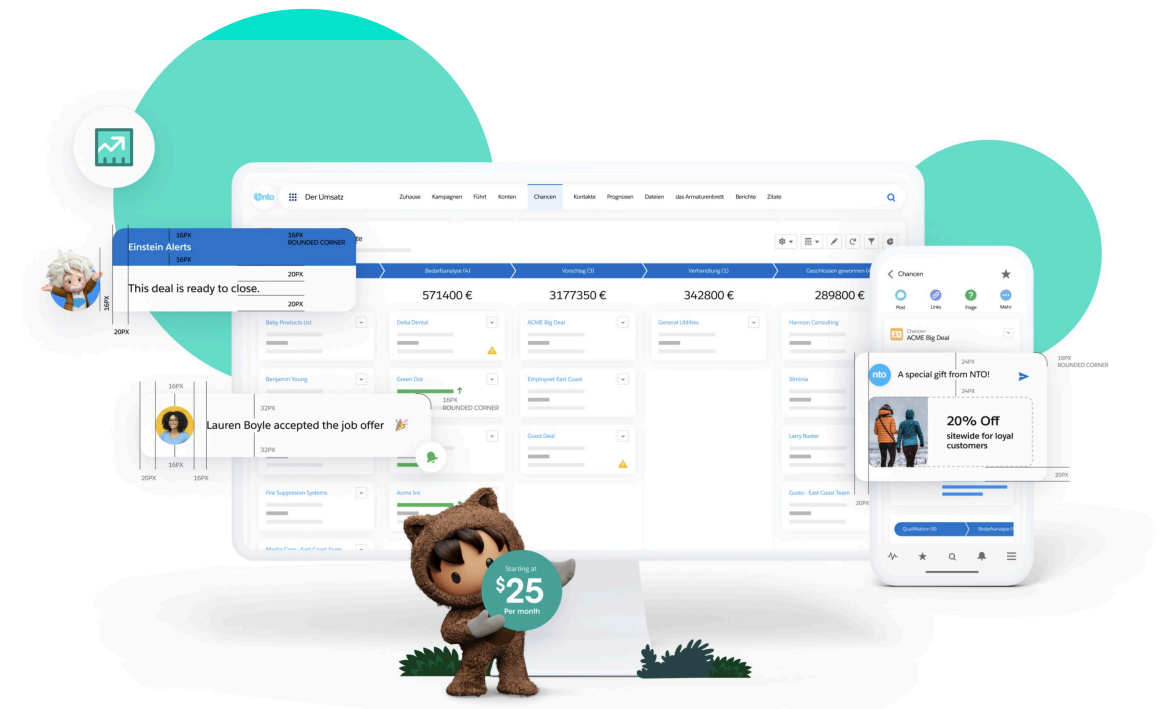 nto
Der Umsatz
Zuhause
Kampagnen
Führt
Konten
Chancen
Kontakte
Prognosen
Dateien
das Armaturenbrett
Berichte
Zitate
16PX
16PX
ROUNDED CORNER
Einstein Alerts
16PX
20PX
This deal is ready to close.
20PX
16PX
20PX
Bedarfsanalyse (4)
Vorschlag (3)
Verhandlung (1)
Geschlossen gewonnen
571400 €
3177350 €
342800 €
289800 €
Baby Products Ltd
Delta Dental
ACME Big Deal
General Utilities
Harmon Consulting
Benjamin Young
Green Dot
Employnet East Coast
Biminia
16PX
16PX
ROUNDED CORNER
32PX
Lauren Boyle accepted the job offer
32PX
16PX
20PX
16PX
Good Deal
Larry Baxter
Fire Suppresion Systems
Acme Inc
Gusto - East Coast Team
Chancen
Post
Links
Frage
Mehr
Chancen
ACME Big Deal
24PX
16PX
ROUNDED CORNER
nto
A special gift from NTO!
24PX
20% Off
sitewide for loyal
customers
20PX
20PX
Starting at
$25
Per month